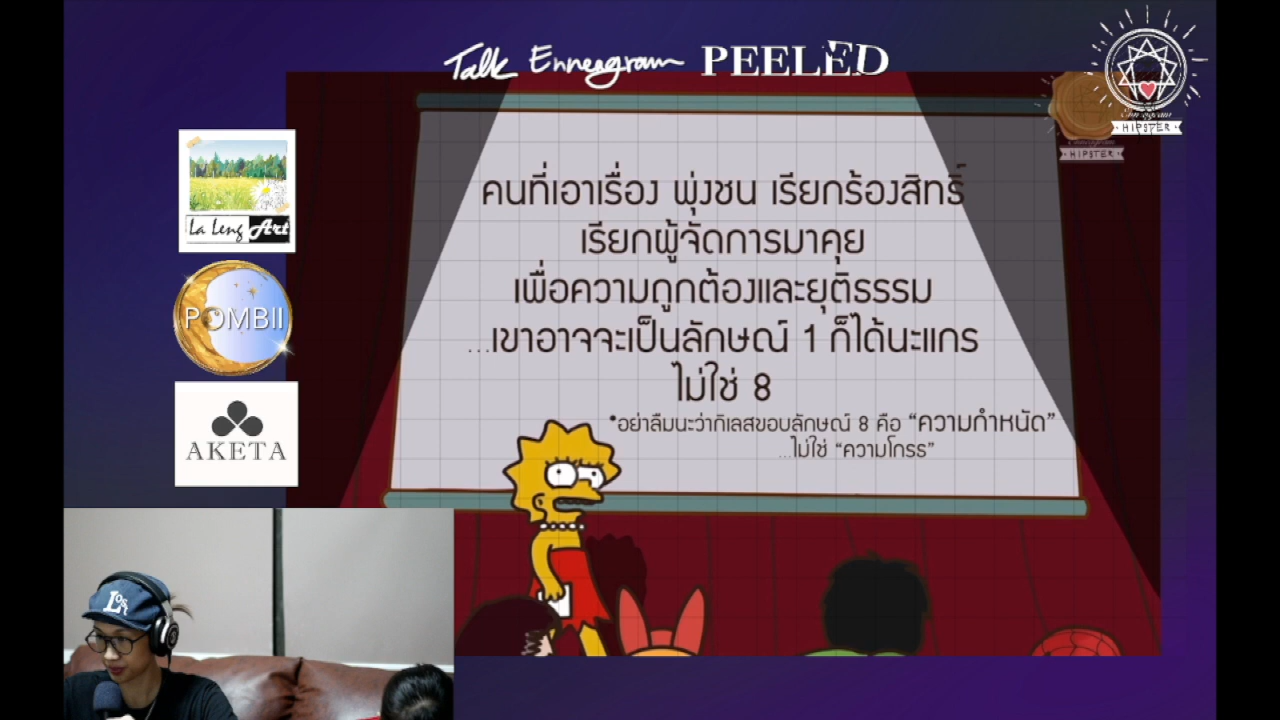 Talk Enneagram PEELED
Enneagram
HIPSTER
HIPSTER
La Leng Art
POMBII
AKETA
คนที่เอาเรื่อง พุ่งชน เรียกร้องสิทธิ์
เรียกผู้จัดการมาคุย
เพื่อความถูกต้องและยุติธรรม
...เขาอาจจะเป็นลักษณ์ 1 ก็ได้นะแกร
ไม่ใช่ 8
*อย่าลืมนะว่ากิเลสขอบลักษณ์ 8 คือ “ความกำหนัด”
...ไม่ใช่ “ความโกรธ”
Los